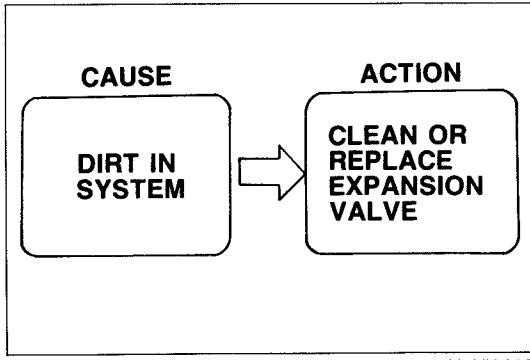 CAUSE
DIRT IN
SYSTEM
ACTION
CLEAN OR
REPLACE
EXPANSION
VALVE